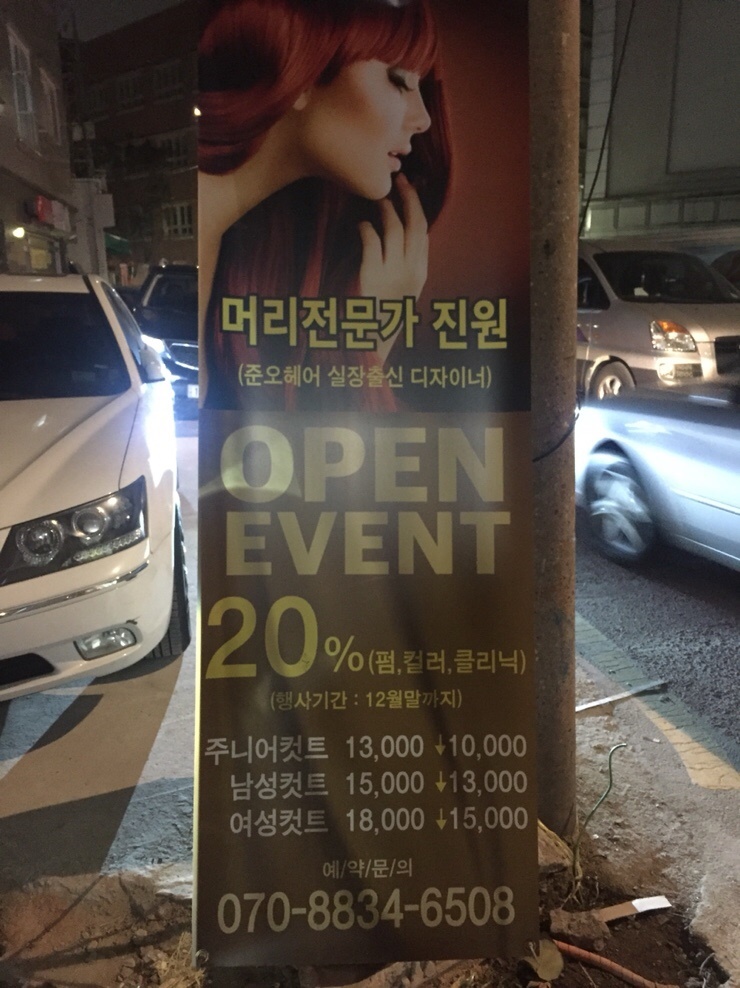 머리전문가 진원
(준오헤어 실장출신 디자이너)
OPEN
EVENT
20%(펌,컬러,클리닉)
(행사기간 : 12월말까지)
주니어컷트 13,000 ↓10,000
남성컷트 15,000 ↓13,000
여성컷트 18,000 ↓15,000
예/약/문/의
070-8834-6508